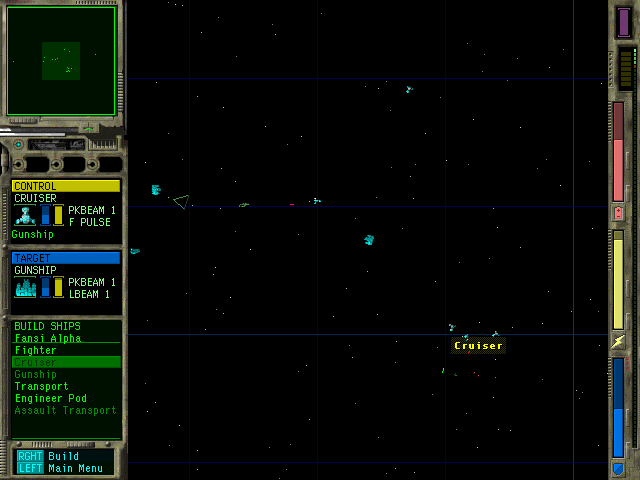 CONTROL
CRUISER
PKBEAM 1
F PULSE
Gunship
TARGET
GUNSHIP
PKBEAM 1
LBEAM 1
BUILD SHIPS
Fansi Alpha
Fighter
Cruiser
Gunship
Transport
Engineer Pod
Assault Transport
RGHT Build
LEFT Main Menu
Cruiser